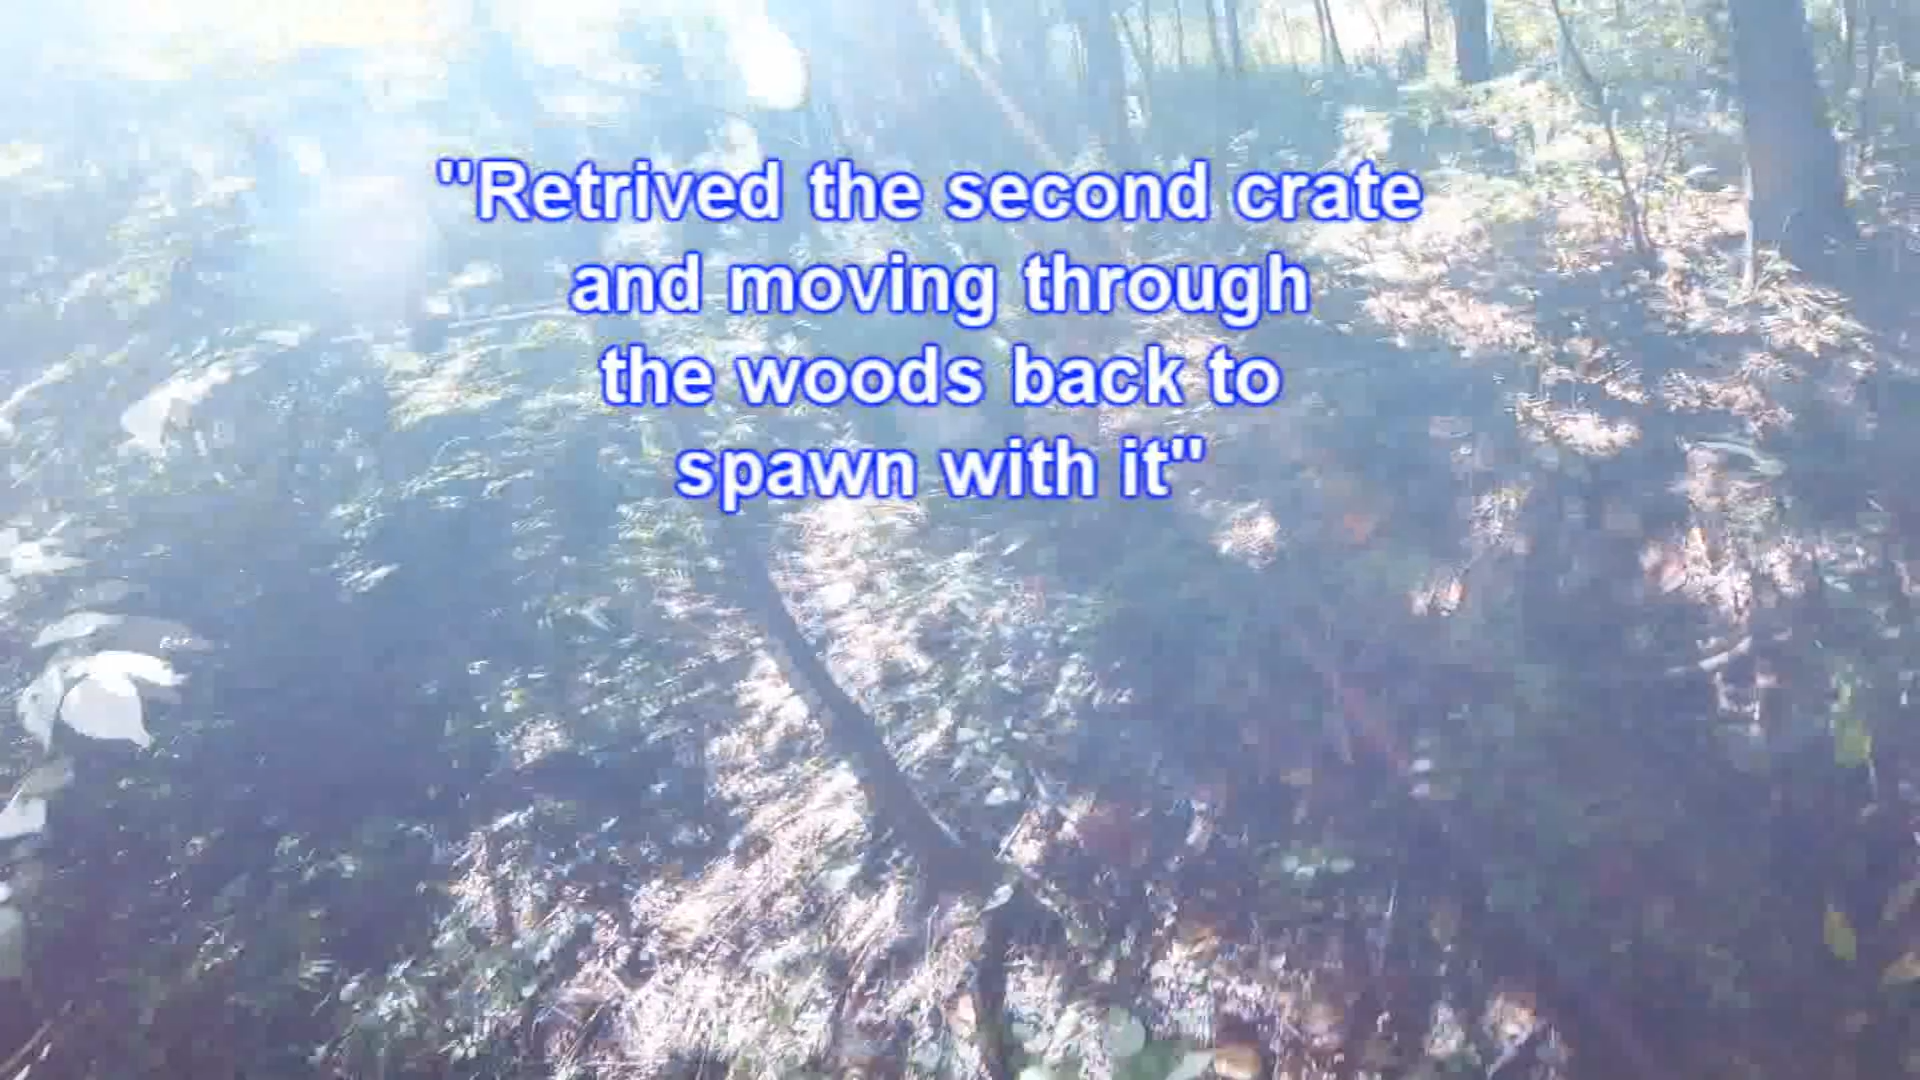 "Retrived the second crate
and moving through
the woods back to
spawn with it"